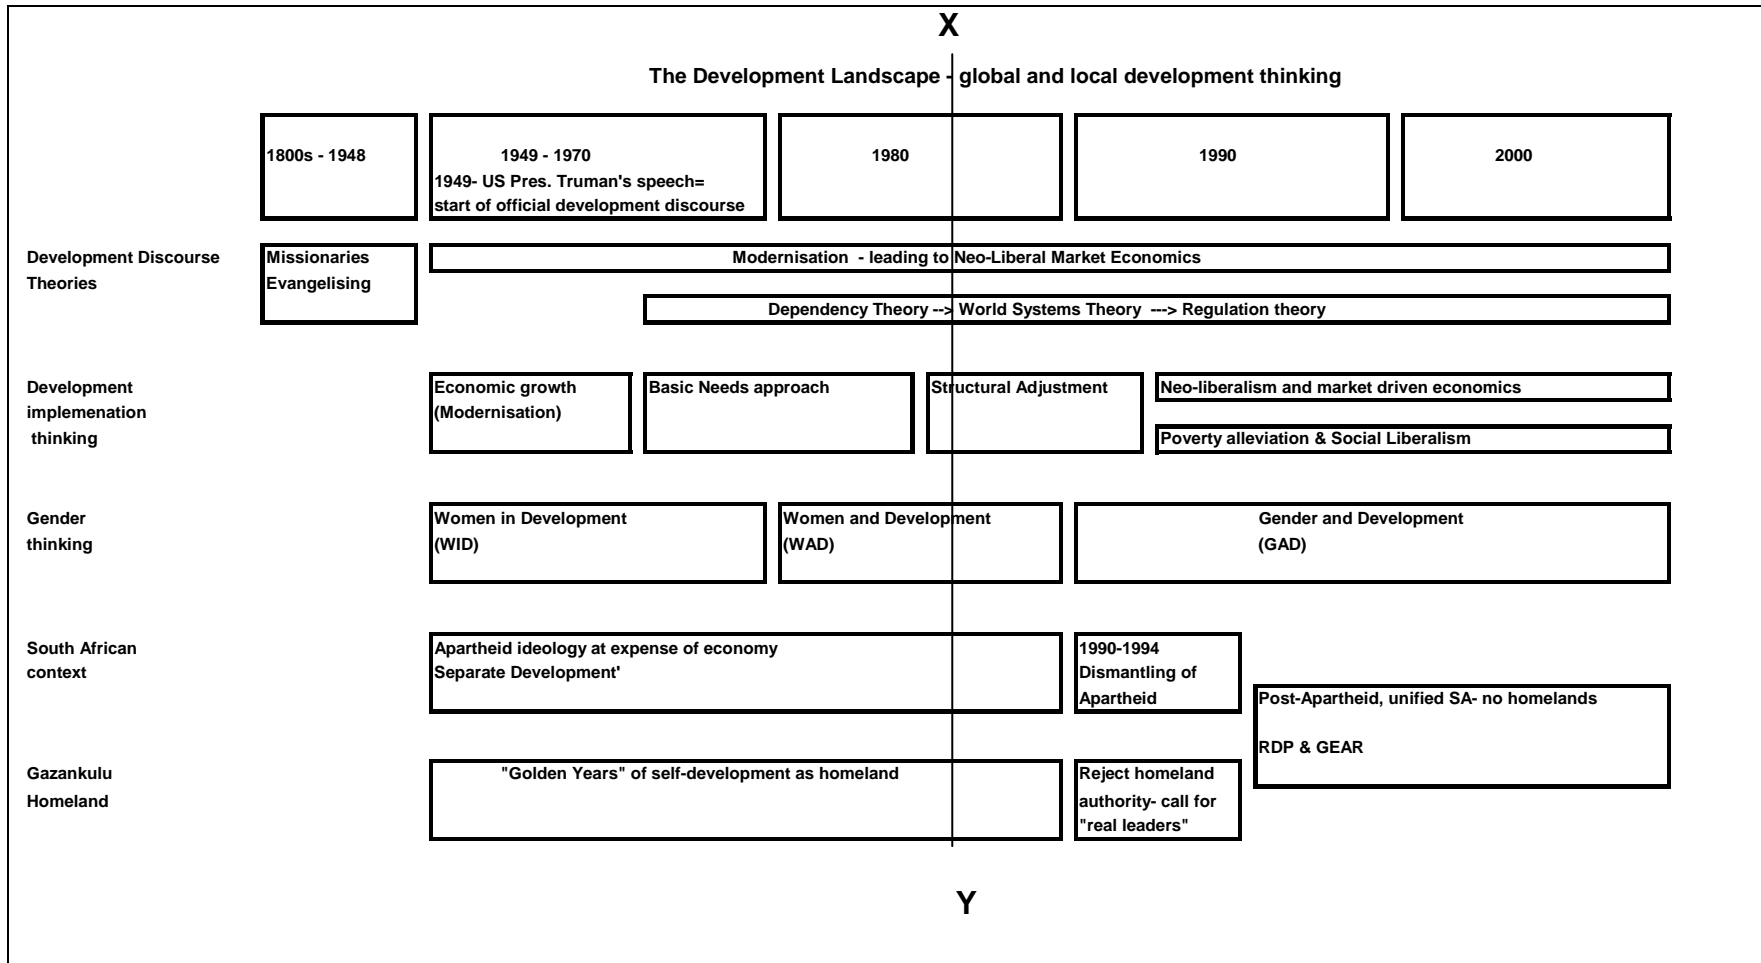 X
The Development Landscape - global and local development thinking
1800s - 1948
1949 - 1970
1949- US Pres. Truman's speech=
start of official development discourse
1980
1990
2000
Development Discourse
Theories
Missionaries
Evangelising
Modernisation - leading to Neo-Liberal Market Economics
Dependency Theory --> World Systems Theory ---> Regulation theory
Development
implemenation
thinking
Economic growth
(Modernisation)
Basic Needs approach
Structural Adjustment
Neo-liberalism and market driven economics
Poverty alleviation & Social Liberalism
Gender
thinking
Women in Development
(WID)
Women and Development
(WAD)
Gender and Development
(GAD)
South African
context
Apartheid ideology at expense of economy
Separate Development'
1990-1994
Dismantling of
Apartheid
Post-Apartheid, unified SA- no homelands
RDP & GEAR
Gazankulu
Homeland
"Golden Years" of self-development as homeland
Reject homeland
authority- call for
"real leaders"
Y